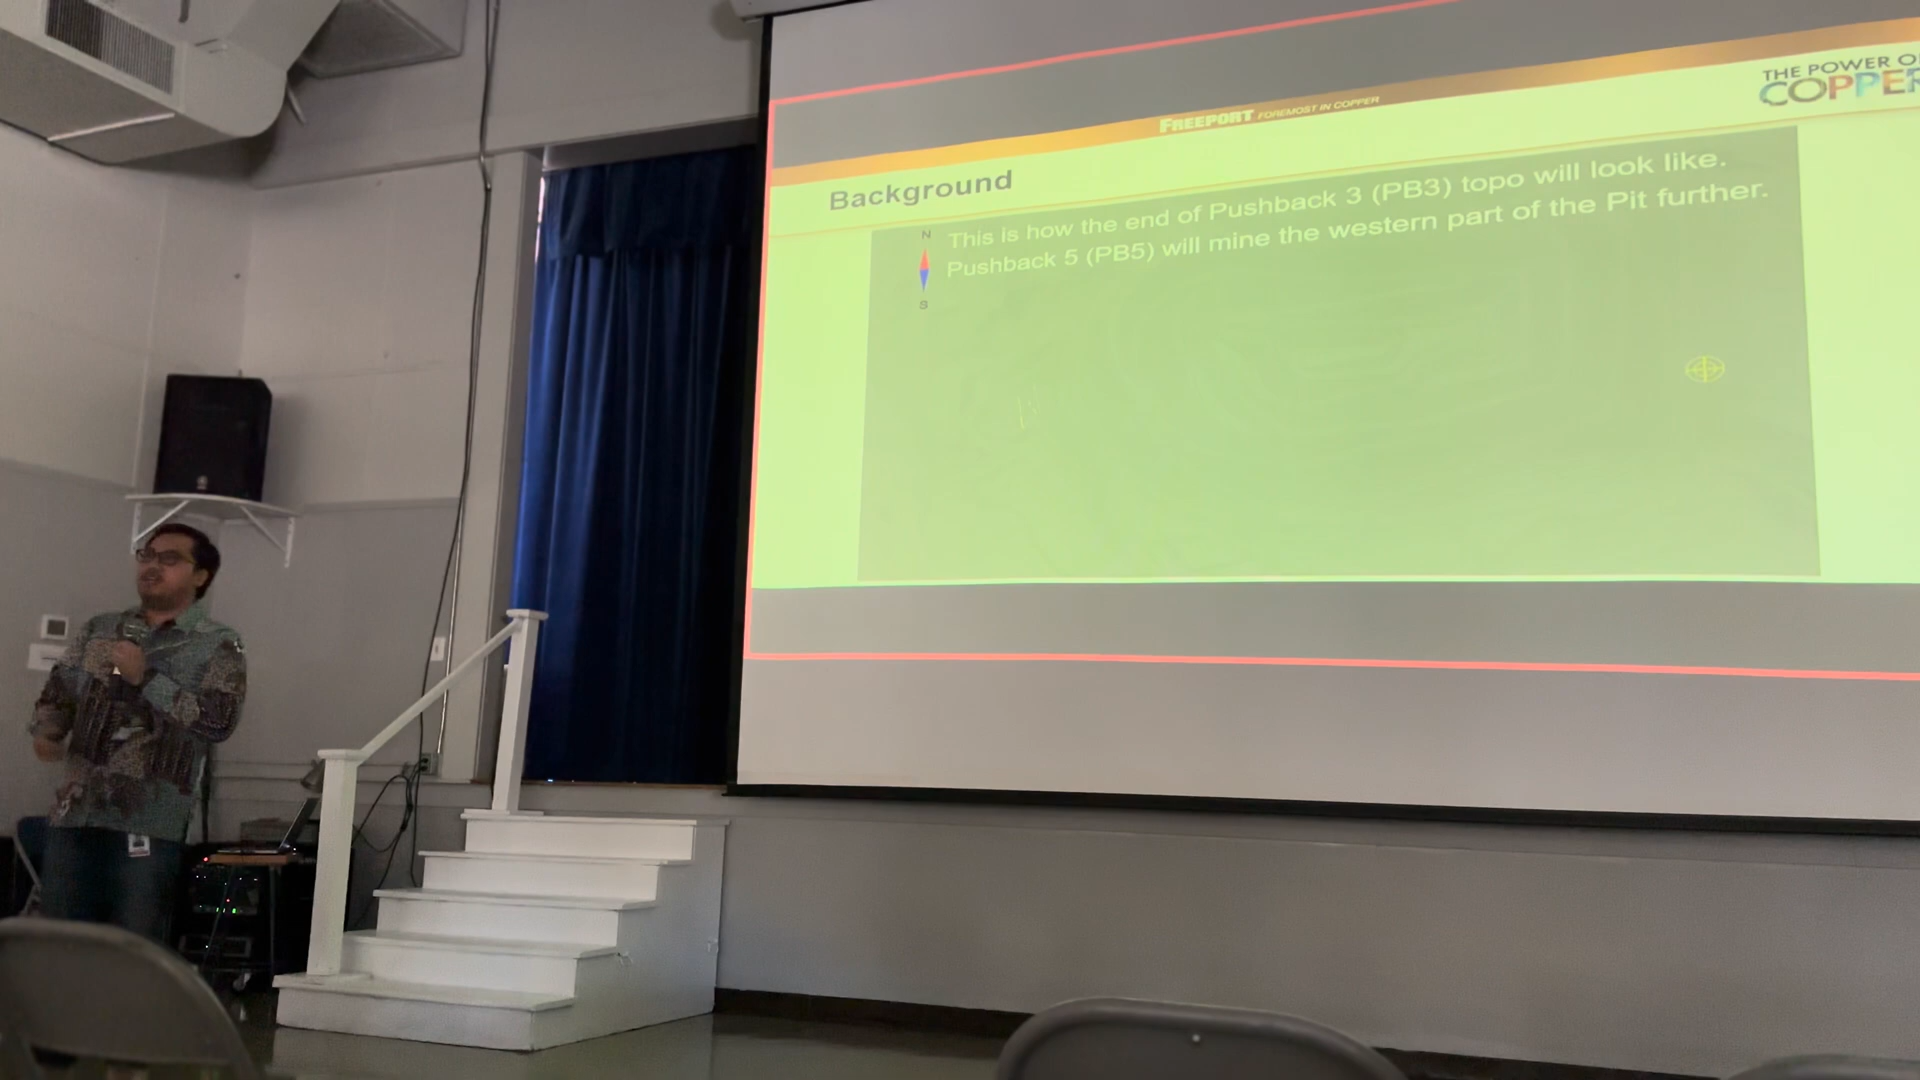 FREEPORT FOREMOST IN COPPER
THE POWER OF
COPPER
Background
This is how the end of Pushback 3 (PB3) topo will look like.
Pushback 5 (PB5) will mine the western part of the Pit further.
N
S